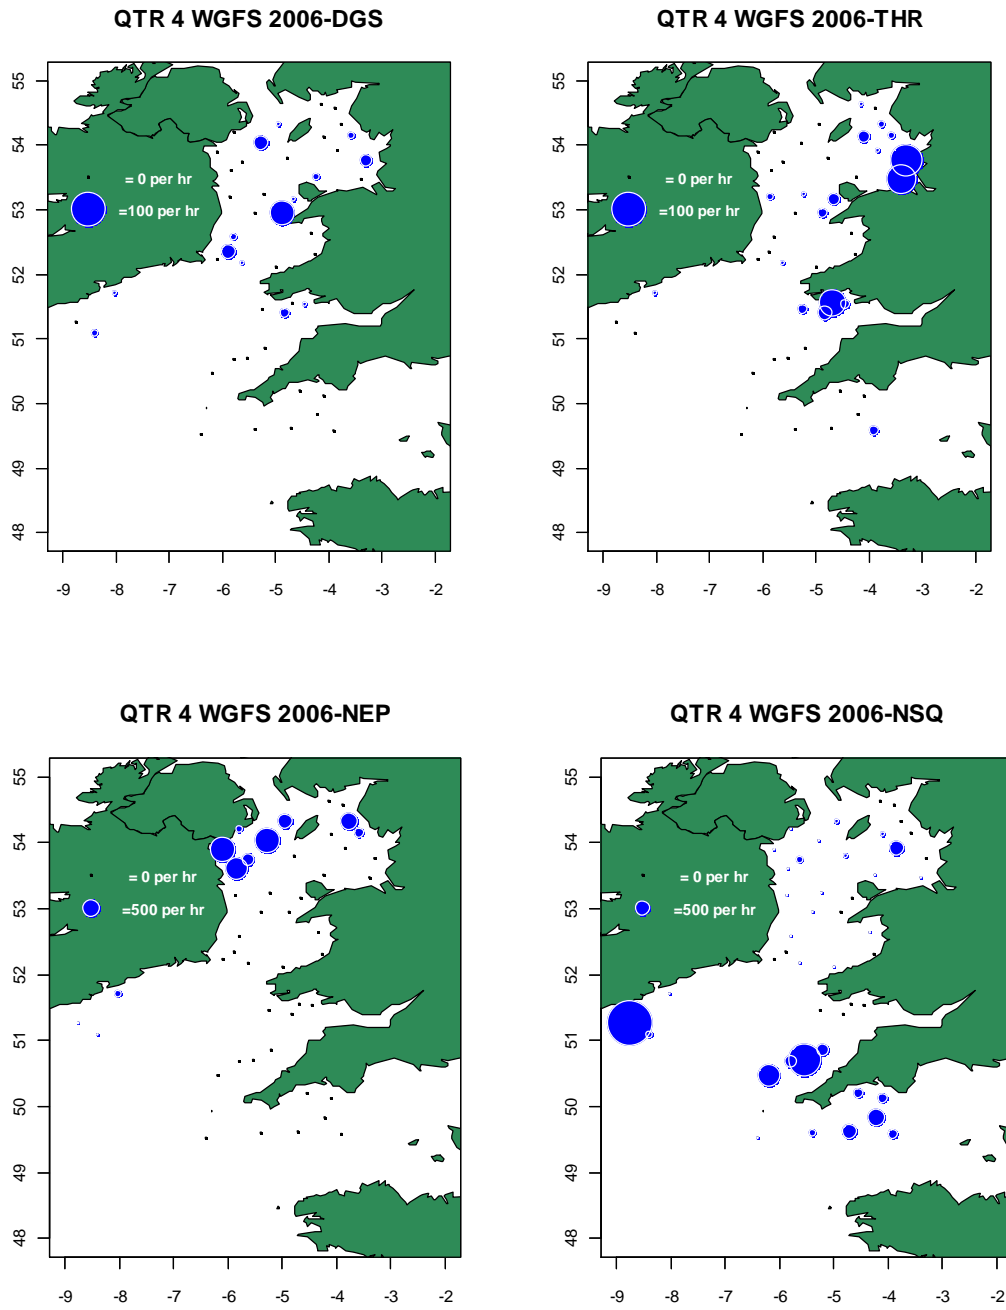 QTR 4 WGFS 2006-DGS
55
54
53
52
51
50
49
48
= 0 per hr
=100 per hr
-9 -8 -7 -6 -5 -4 -3 -2
QTR 4 WGFS 2006-THR
55
54
53
52
51
50
49
48
= 0 per hr
=100 per hr
-9 -8 -7 -6 -5 -4 -3 -2
QTR 4 WGFS 2006-NEP
55
54
53
52
51
50
49
48
= 0 per hr
=500 per hr
-9 -8 -7 -6 -5 -4 -3 -2
QTR 4 WGFS 2006-NSQ
55
54
53
52
51
50
49
48
= 0 per hr
=500 per hr
-9 -8 -7 -6 -5 -4 -3 -2